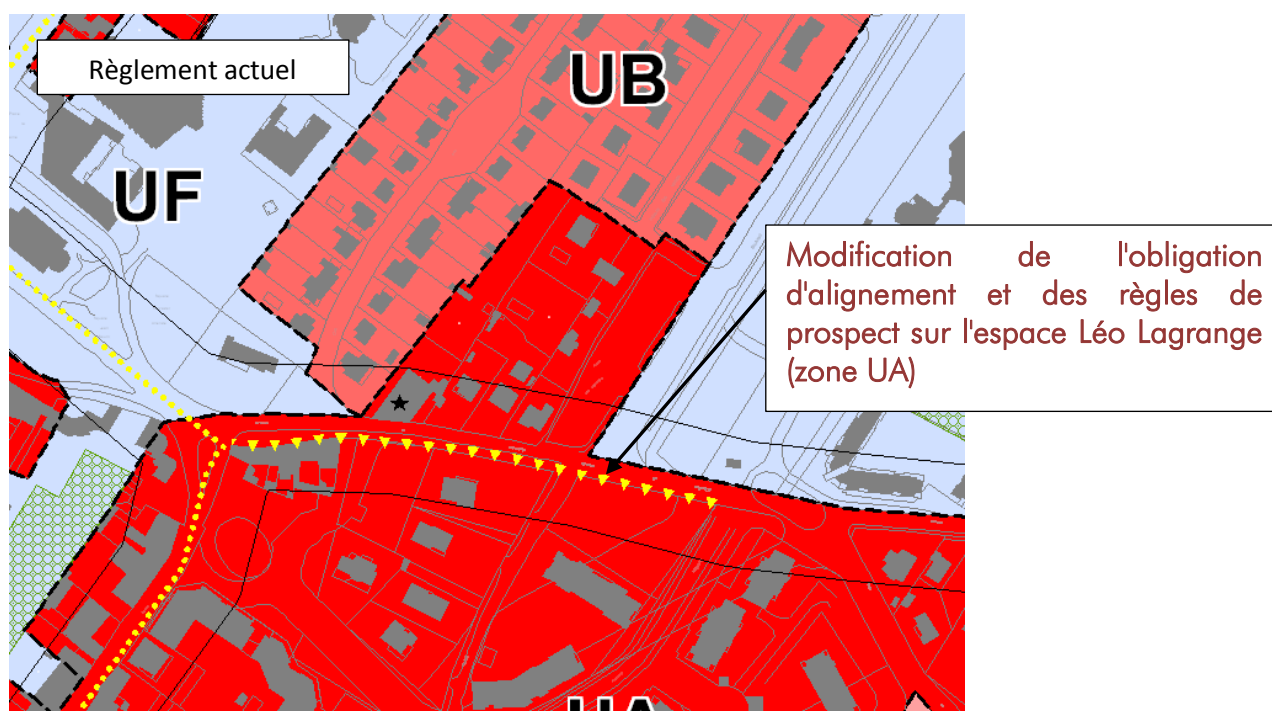 Règlement actuel
UB
UF
Modification de l'obligation
d'alignement et des règles de
prospect sur l'espace Léo Lagrange
(zone UA)
UA